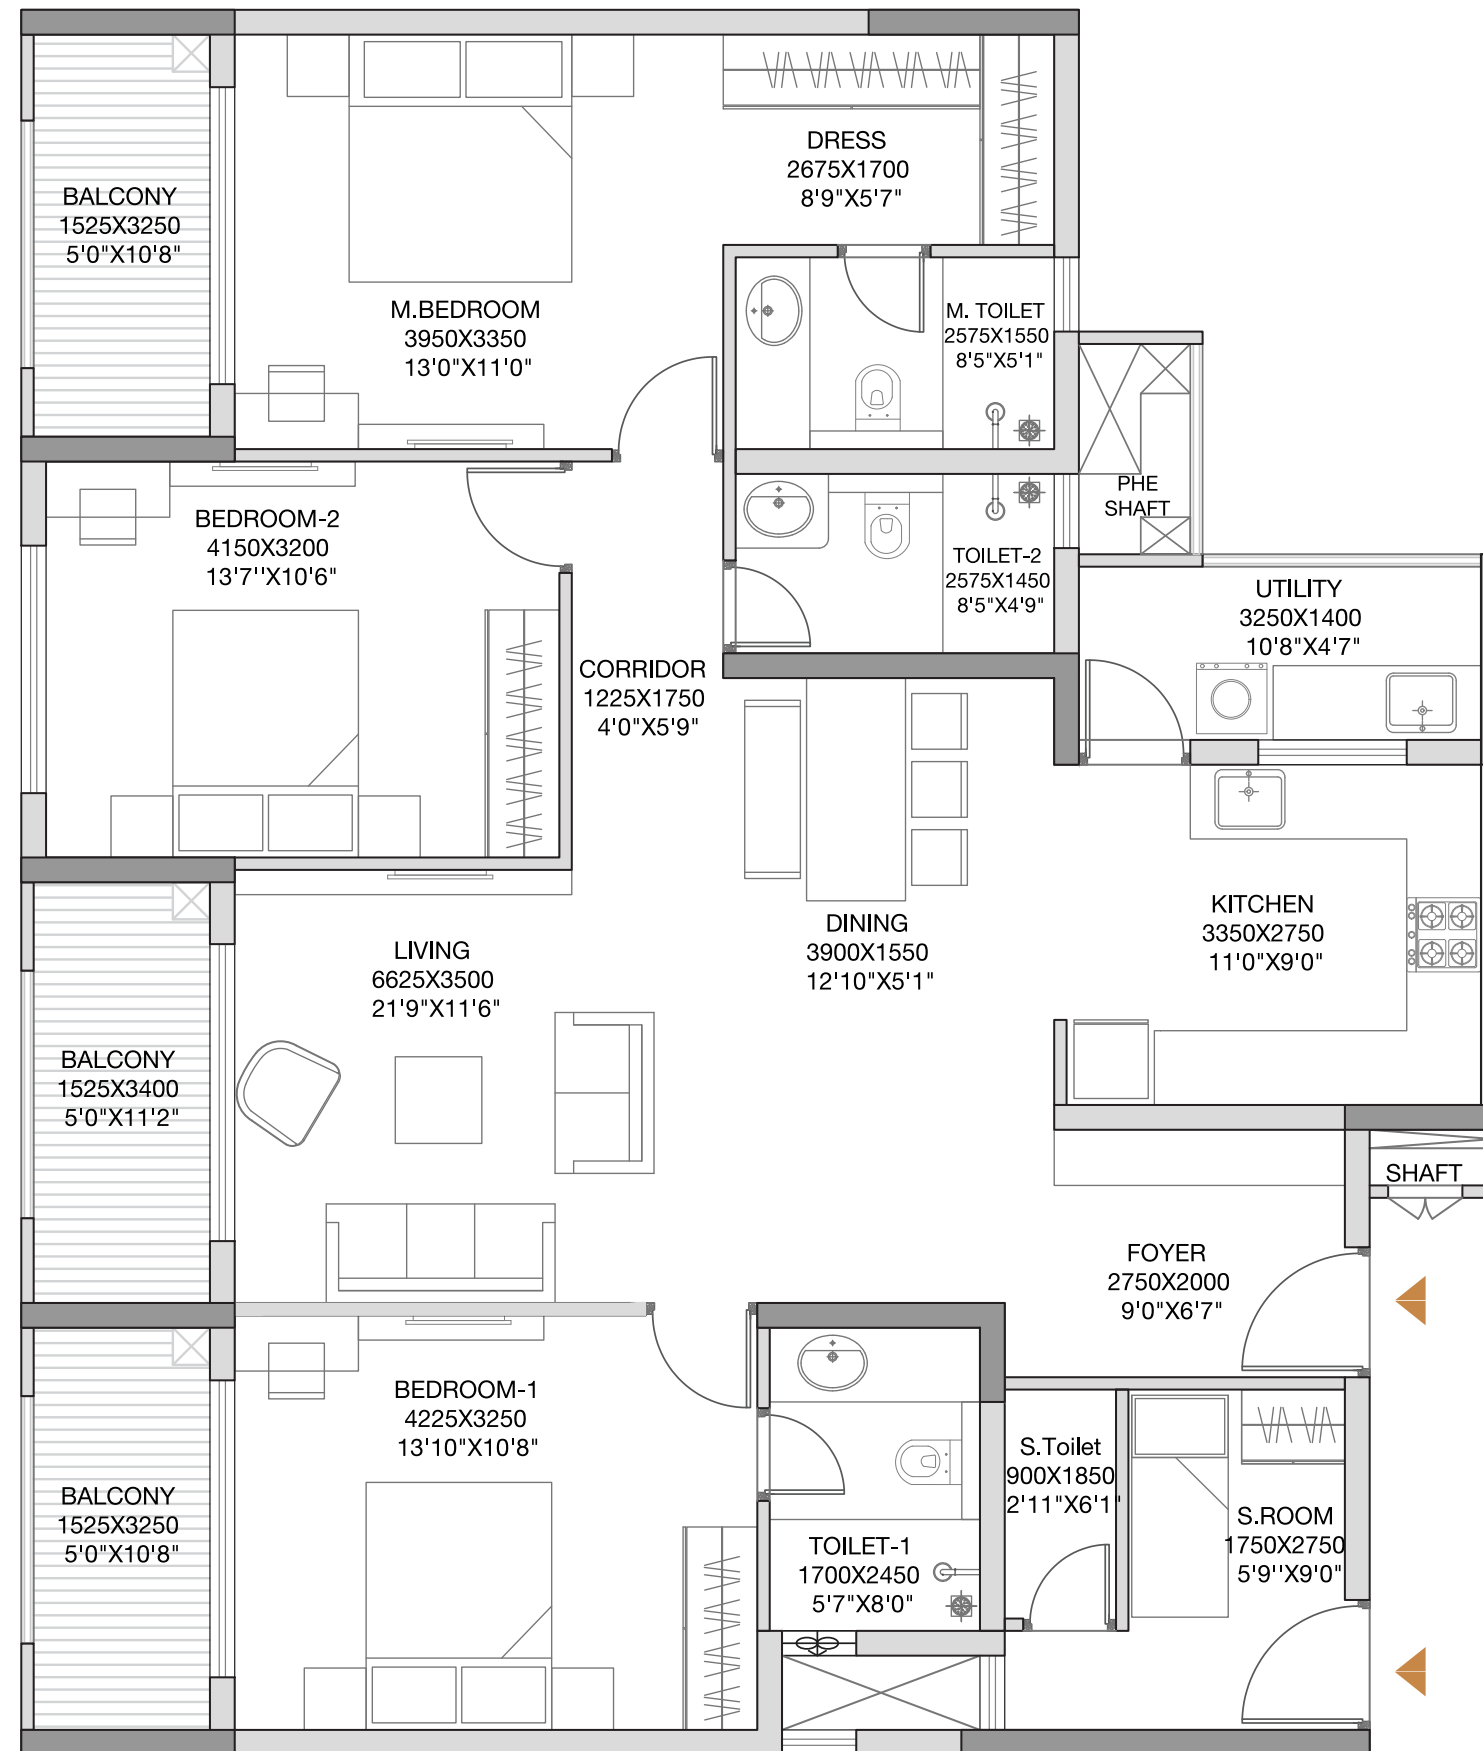 DRESS
2675X1700
8'9"X5'7"
BALCONY
1525X3250
5'0"X10'8"
M.BEDROOM
3950X3350
13'0"X11'0"
M. TOILET
2575X1550
8'5"X5'1"
PHE
SHAFT
BEDROOM-2
4150X3200
13'7''X10'6"
TOILET-2
2575X1450
8'5"X4'9"
UTILITY
3250X1400
10'8"X4'7"
CORRIDOR
1225X1750
4'0"X5'9"
KITCHEN
3350X2750
11'0"X9'0"
DINING
3900X1550
12'10"X5'1"
LIVING
6625X3500
21'9"X11'6"
BALCONY
1525X3400
5'0"X11'2"
SHAFT
FOYER
2750X2000
9'0"X6'7"
BEDROOM-1
4225X3250
13'10"X10'8"
S.Toilet
900X1850
2'11"X6'1"
BALCONY
1525X3250
5'0"X10'8"
S.ROOM
1750X2750
5'9''X9'0"
TOILET-1
1700X2450
5'7"X8'0"